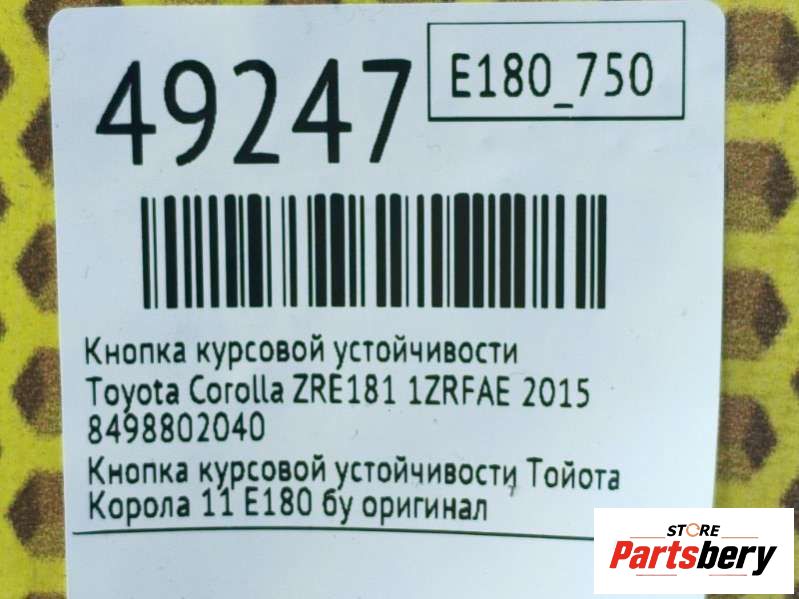 49247
E180_750
Кнопка курсовой устойчивости
Toyota Corolla ZRE181 1ZRFAE 2015
8498802040
Кнопка курсовой устойчивости Тойота
Корола 11 Е180 бу оригинал
STORE
Partsbery